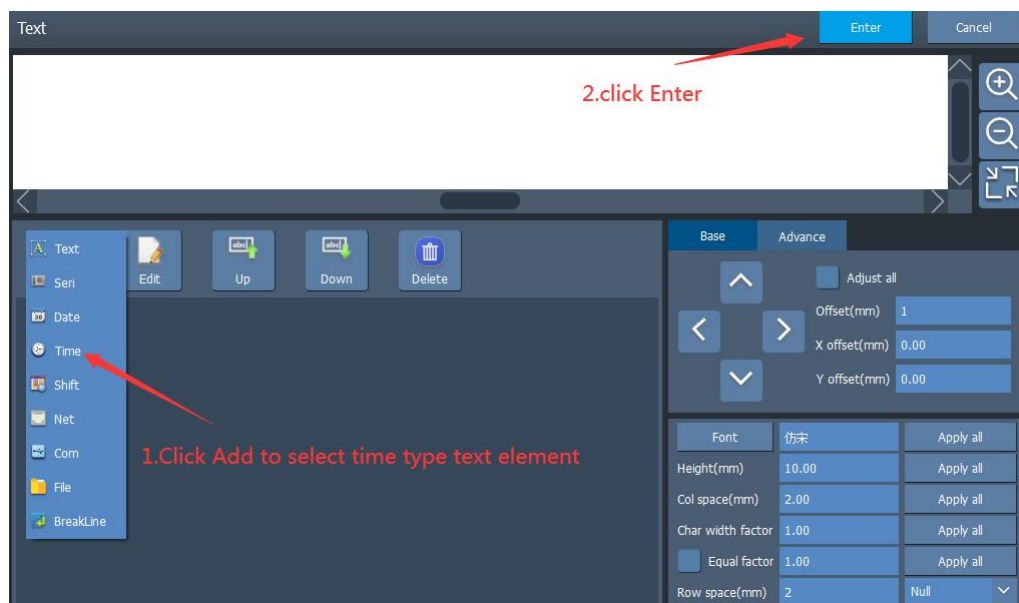 Text
Enter
Cancel
2.click Enter
Text
Seri
Date
Time
Shift
Net
Com
File
BreakLine
Edit
Up
Down
Delete
1.Click Add to select time type text element
Base
Advance
Adjust all
Offset(mm) 1
X offset(mm) 0.00
Y offset(mm) 0.00
Font 仿宋 Apply all
Height(mm) 10.00 Apply all
Col space(mm) 2.00 Apply all
Char width factor 1.00 Apply all
Equal factor 1.00 Apply all
Row space(mm) 2 Null